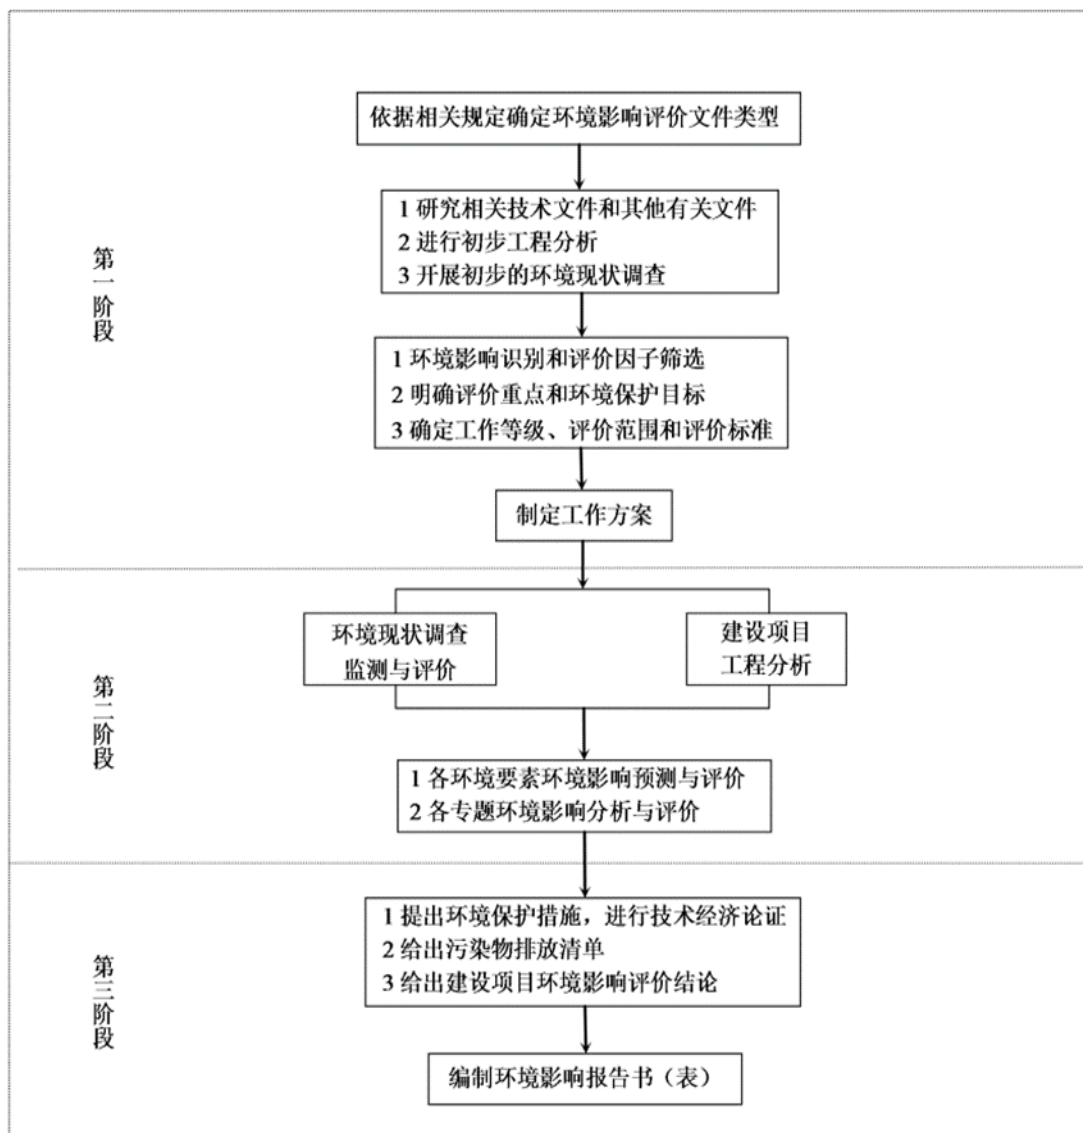 依据相关规定确定环境影响评价文件类型
1 研究相关技术文件和其他有关文件
2 进行初步工程分析
3 开展初步的环境现状调查
第一阶段
1 环境影响识别和评价因子筛选
2 明确评价重点和环境保护目标
3 确定工作等级、评价范围和评价标准
制定工作方案
环境现状调查
监测与评价
建设项目
工程分析
第二阶段
1 各环境要素环境影响预测与评价
2 各专题环境影响分析与评价
1 提出环境保护措施，进行技术经济论证
2 给出污染物排放清单
3 给出建设项目环境影响评价结论
第三阶段
编制环境影响报告书（表）